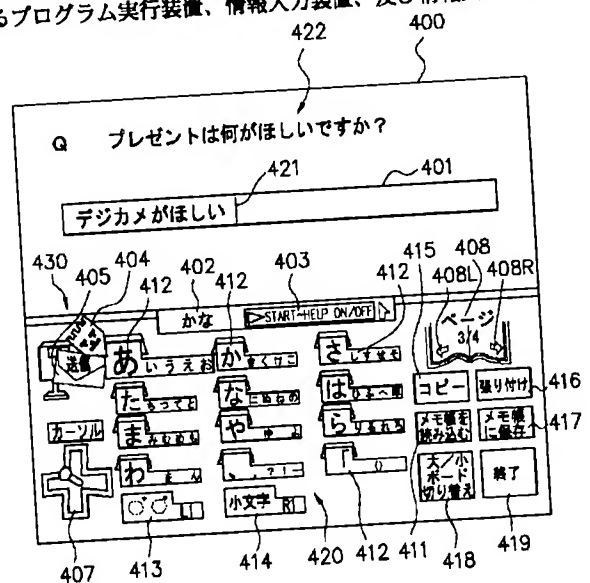 るプログラム実行装置、情報入力装置、及び情報
422
400
Q プレゼントは何がほしいですか？
421
401
デジカメがほしい
430
405
404
412
402
412
403
412
415
408
408L
408R
かな
▷START~HELP ON/OFF
ページ
3/4
送信
あ いうえお
か きくけこ
さ しすせそ
た ちつてと
な にぬねの
は ひふへほ
コピー
張り付け
416
カーソル
ま みむめも
や ゆ よ
ら りるれろ
メモ帳を
読み込む
メモ帳
に保存
417
わ をん
、。?!ー
「 」()
大／小
ボード
切り替え
終了
゛゜ L1
小文字 R1
407
413
414
420
412
411
418
419